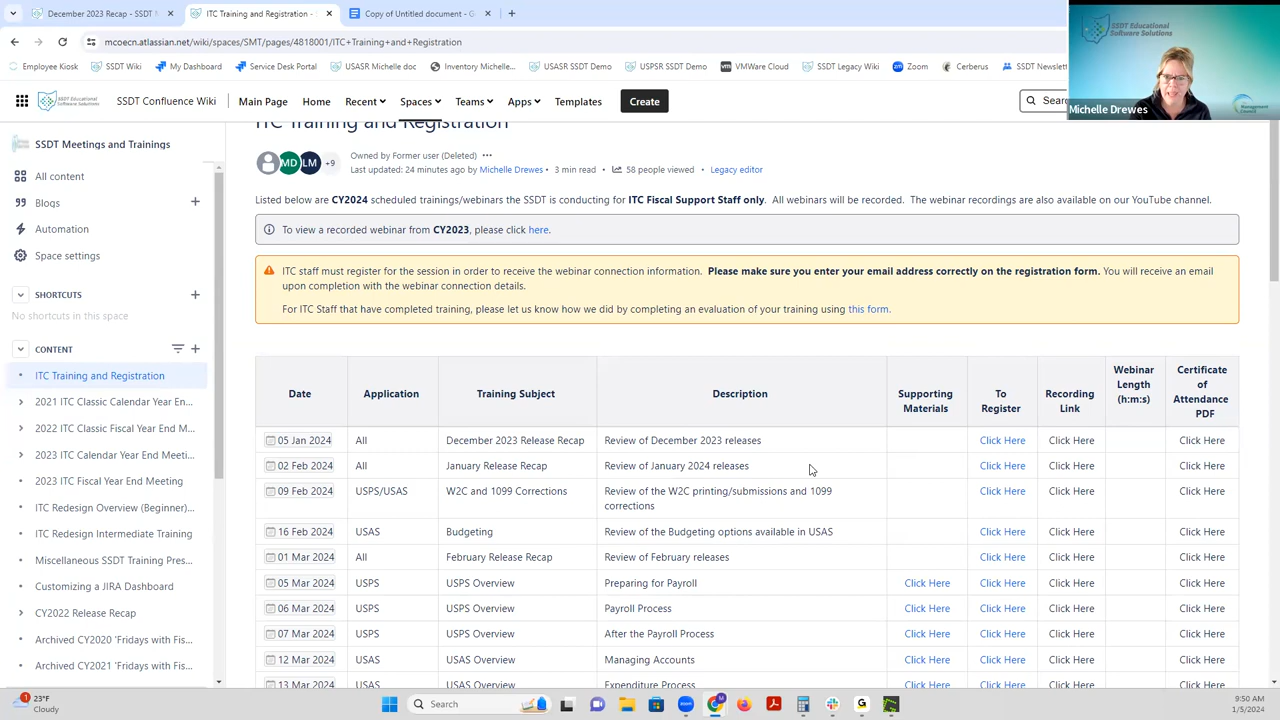 December 2023 Recap - SSDT M
ITC Training and Registration -
Copy of Untitled document - G
mcoecn.atlassian.net/wiki/spaces/SMT/pages/4818001/ITC+Training+and+Registration
Employee Kiosk
SSDT Wiki
My Dashboard
Service Desk Portal
USASR Michelle doc
Inventory Michelle...
USASR SSDT Demo
USPSR SSDT Demo
VMWare Cloud
SSDT Legacy Wiki
Zoom
Cerberus
SSDT Newslet
SSDT Educational
Software Solutions
Michelle Drewes
Management
Council
SSDT Educational
Software Solutions
SSDT Confluence Wiki
Main Page
Home
Recent
Spaces
Teams
Apps
Templates
Create
Sear
SSDT Meetings and Trainings
All content
Blogs
Automation
Space settings
SHORTCUTS
No shortcuts in this space
CONTENT
ITC Training and Registration
2021 ITC Classic Calendar Year En...
2022 ITC Classic Fiscal Year End M...
2023 ITC Calendar Year End Meeti...
2023 ITC Fiscal Year End Meeting
ITC Redesign Overview (Beginner)...
ITC Redesign Intermediate Training
Miscellaneous SSDT Training Pres...
Customizing a JIRA Dashboard
CY2022 Release Recap
Archived CY2020 'Fridays with Fis...
Archived CY2021 'Fridays with Fis...
ITC Training and Registration
MD LM +9
Owned by Former user (Deleted) •••
Last updated: 24 minutes ago by Michelle Drewes • 3 min read • 58 people viewed • Legacy editor
Listed below are CY2024 scheduled trainings/webinars the SSDT is conducting for ITC Fiscal Support Staff only. All webinars will be recorded. The webinar recordings are also available on our YouTube channel.
To view a recorded webinar from CY2023, please click here.
ITC staff must register for the session in order to receive the webinar connection information. Please make sure you enter your email address correctly on the registration form. You will receive an email
upon completion with the webinar connection details.
For ITC Staff that have completed training, please let us know how we did by completing an evaluation of your training using this form.
Date Application Training Subject Description Supporting Materials To Register Recording Link Webinar Length (h:m:s) Certificate of Attendance PDF
05 Jan 2024 All December 2023 Release Recap Review of December 2023 releases Click Here Click Here Click Here
02 Feb 2024 All January Release Recap Review of January 2024 releases Click Here Click Here Click Here
09 Feb 2024 USPS/USAS W2C and 1099 Corrections Review of the W2C printing/submissions and 1099 corrections Click Here Click Here Click Here
16 Feb 2024 USAS Budgeting Review of the Budgeting options available in USAS Click Here Click Here Click Here
01 Mar 2024 All February Release Recap Review of February releases Click Here Click Here Click Here
05 Mar 2024 USPS USPS Overview Preparing for Payroll Click Here Click Here Click Here Click Here
06 Mar 2024 USPS USPS Overview Payroll Process Click Here Click Here Click Here Click Here
07 Mar 2024 USPS USPS Overview After the Payroll Process Click Here Click Here Click Here Click Here
12 Mar 2024 USAS USAS Overview Managing Accounts Click Here Click Here Click Here Click Here
13 Mar 2024 USAS USAS Overview Expenditure Process Click Here Click Here Click Here Click Here
1
23°F
Cloudy
Search
9:50 AM
1/5/2024